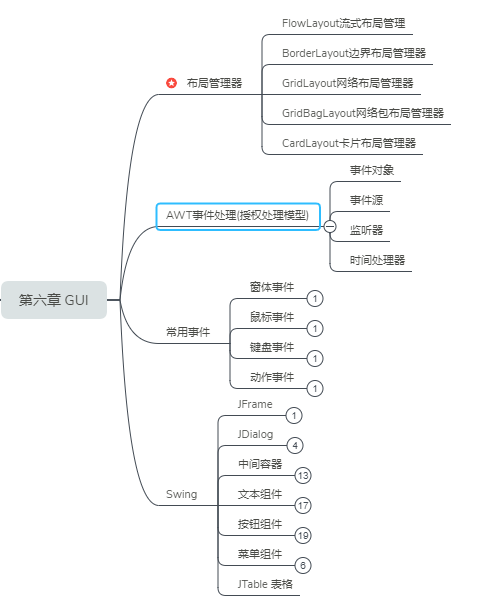 第六章 GUI
布局管理器
FlowLayout流式布局管理
BorderLayout边界布局管理器
GridLayout网络布局管理器
GridBagLayout网络包布局管理器
CardLayout卡片布局管理器
AWT事件处理(授权处理模型)
事件对象
事件源
监听器
时间处理器
常用事件
窗体事件 1
鼠标事件 1
键盘事件 1
动作事件 1
Swing
JFrame 1
JDialog 4
中间容器 13
文本组件 17
按钮组件 19
菜单组件 6
JTable 表格